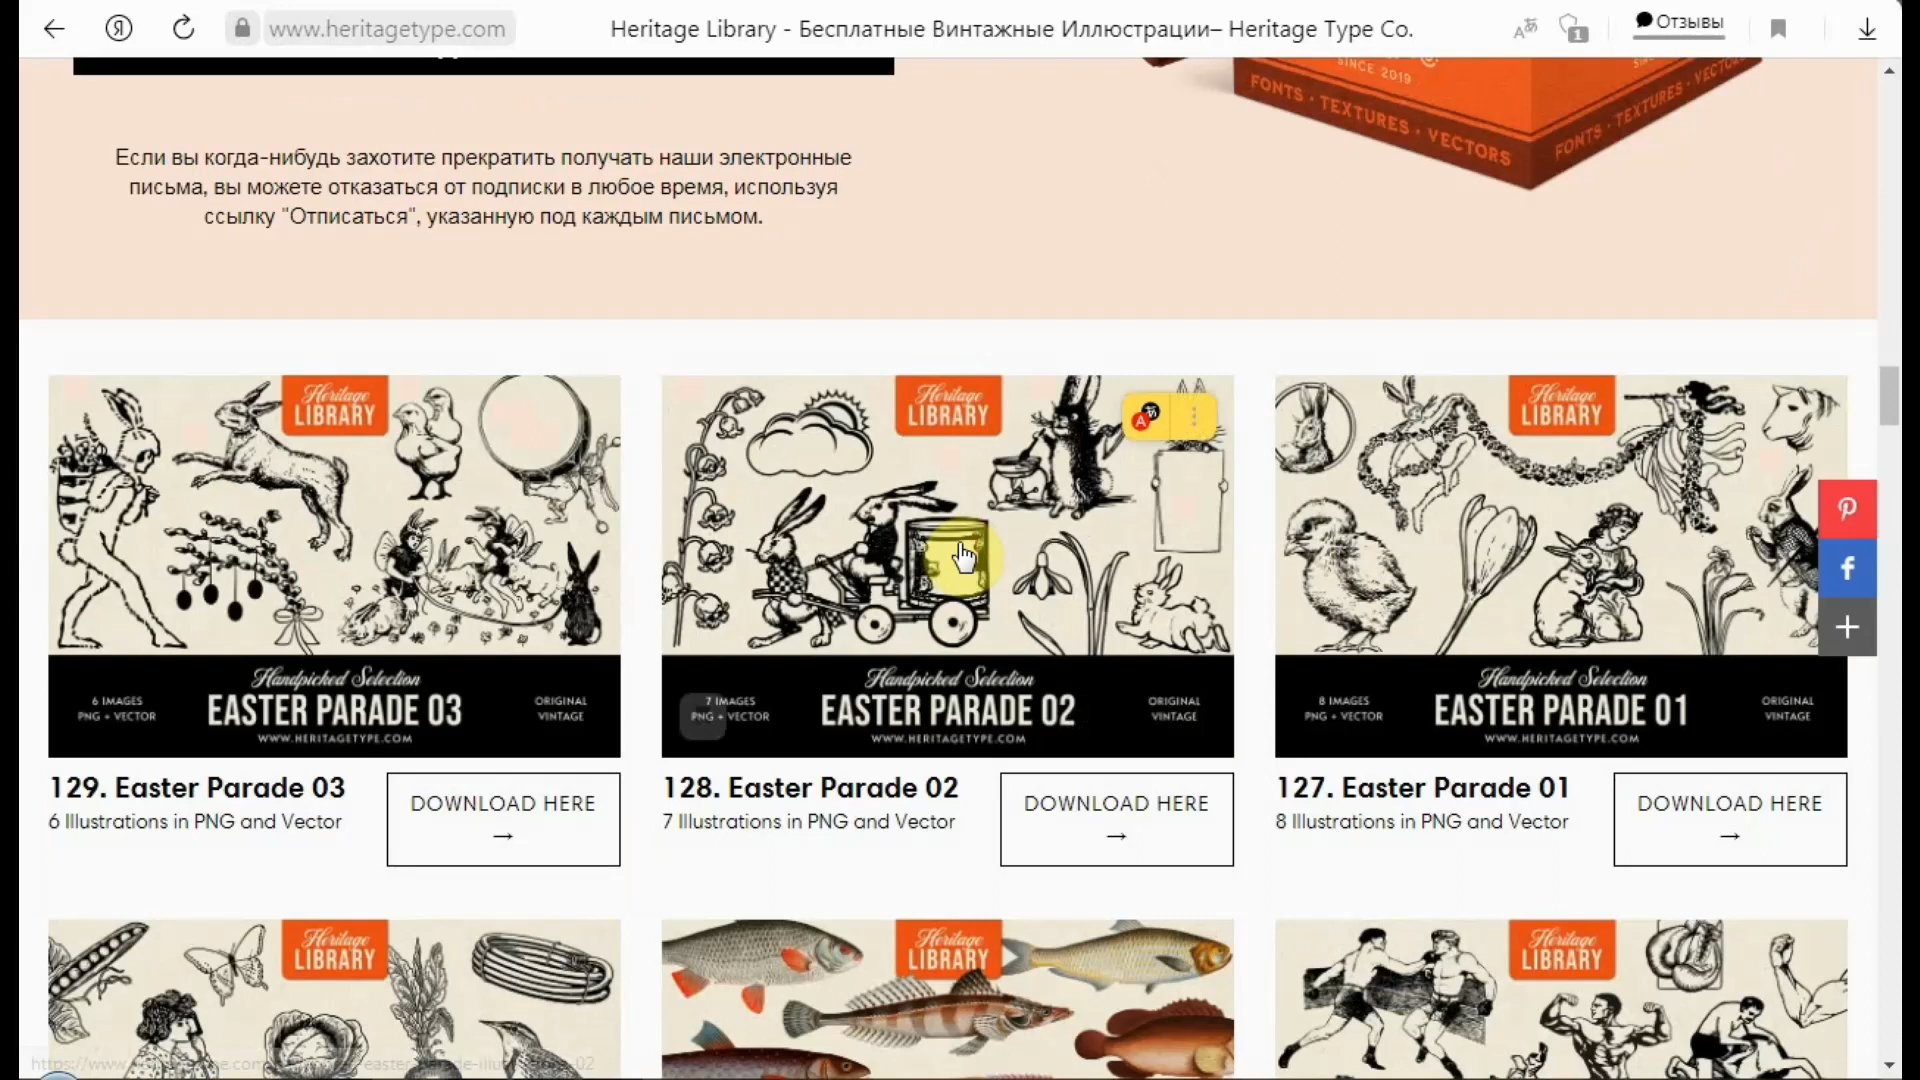 www.heritagetype.com
Heritage Library - Бесплатные Винтажные Иллюстрации– Heritage Type Co.
1
Отзывы
SINCE 2019
FONTS · TEXTURES · VECTORS
FONTS · TEXTURES · VECTORS
Если вы когда-нибудь захотите прекратить получать наши электронные
письма, вы можете отказаться от подписки в любое время, используя
ссылку "Отписаться", указанную под каждым письмом.
Heritage
LIBRARY
Handpicked Selection
6 IMAGES
PNG + VECTOR
EASTER PARADE 03
ORIGINAL
VINTAGE
WWW.HERITAGETYPE.COM
129. Easter Parade 03
6 Illustrations in PNG and Vector
DOWNLOAD HERE
→
Heritage
LIBRARY
Handpicked Selection
7 IMAGES
PNG + VECTOR
EASTER PARADE 02
ORIGINAL
VINTAGE
WWW.HERITAGETYPE.COM
128. Easter Parade 02
7 Illustrations in PNG and Vector
DOWNLOAD HERE
→
Heritage
LIBRARY
Handpicked Selection
8 IMAGES
PNG + VECTOR
EASTER PARADE 01
ORIGINAL
VINTAGE
WWW.HERITAGETYPE.COM
127. Easter Parade 01
8 Illustrations in PNG and Vector
DOWNLOAD HERE
→
Heritage
LIBRARY
Heritage
LIBRARY
Heritage
LIBRARY